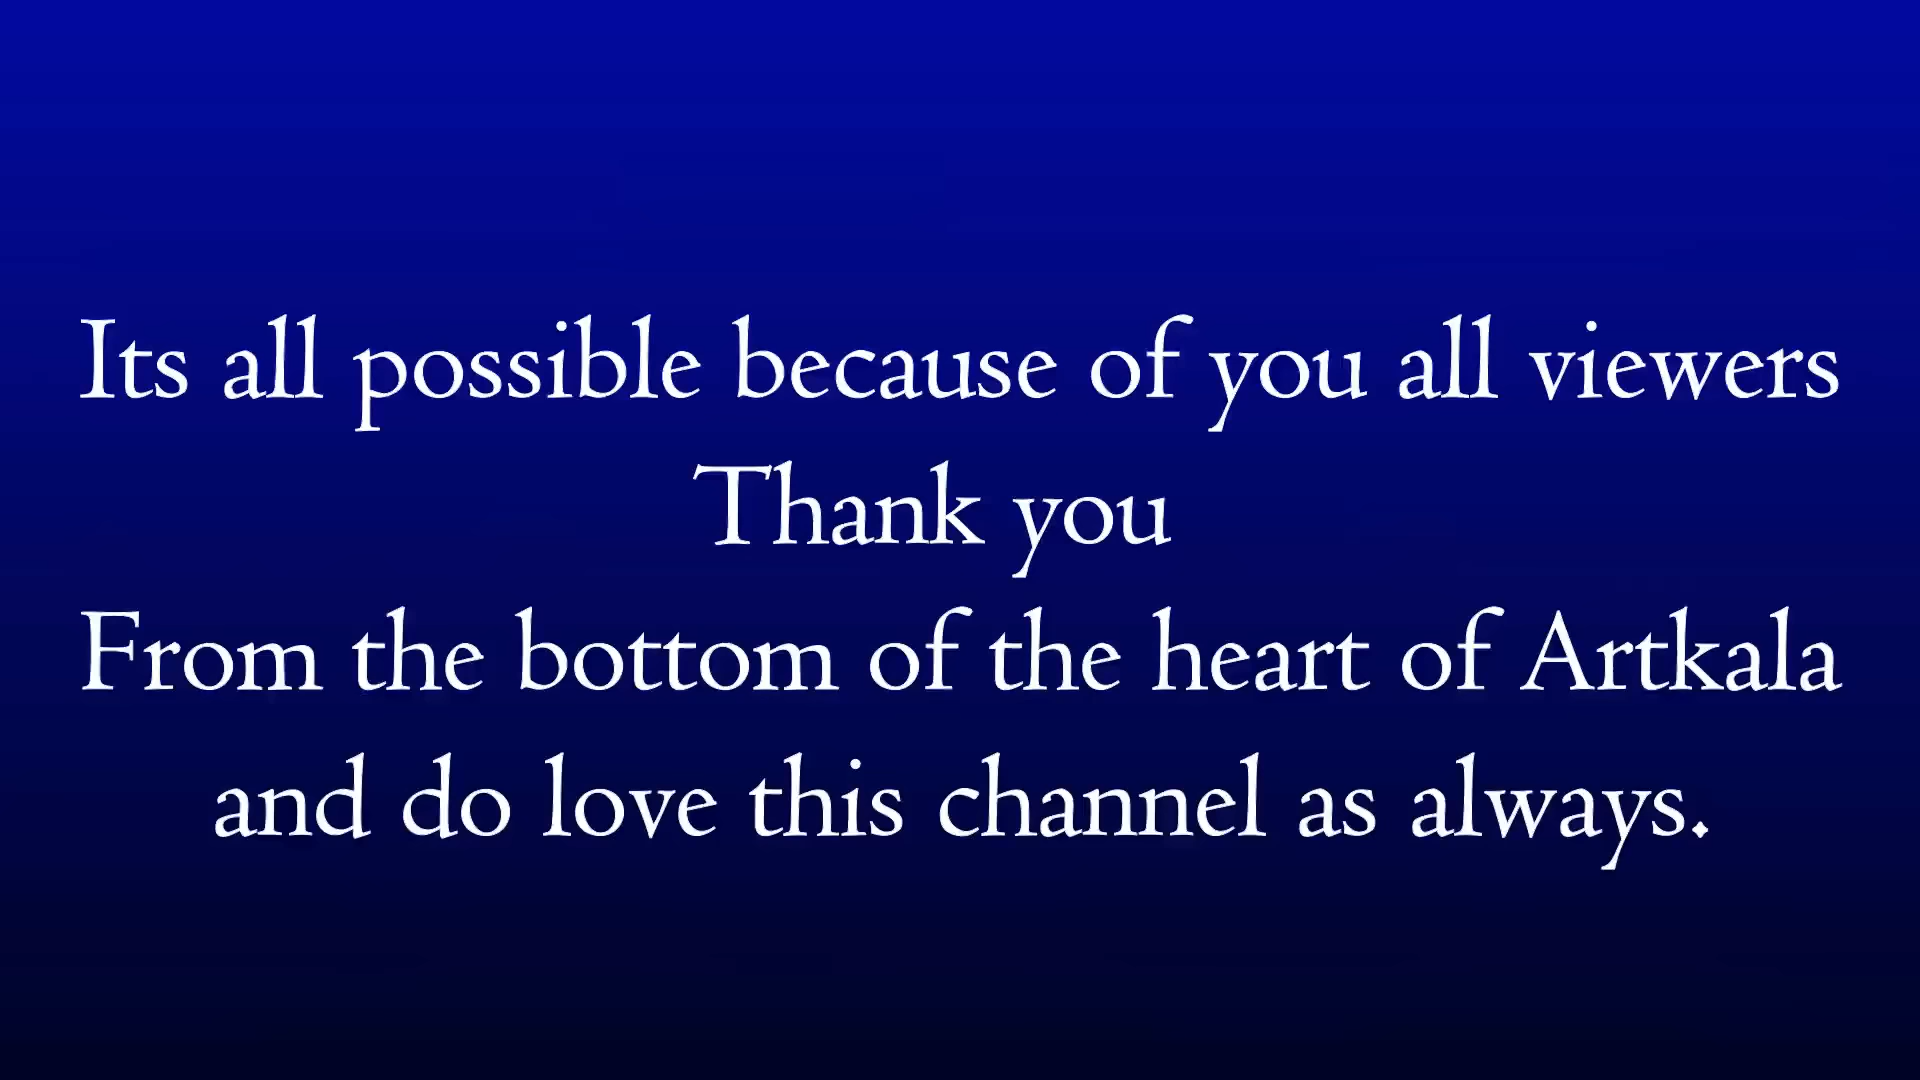 Its all possible because of you all viewers
Thank you
From the bottom of the heart of Artkala
and do love this channel as always.